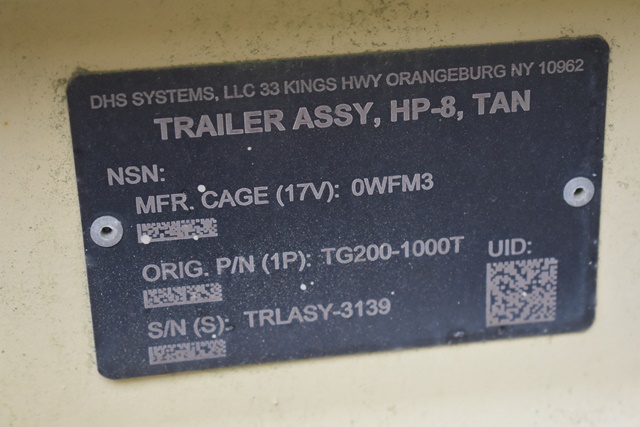 DHS SYSTEMS, LLC 33 KINGS HWY ORANGEBURG NY 10962
TRAILER ASSY, HP-8, TAN
NSN:
MFR. CAGE (17V): 0WFM3
ORIG. P/N (1P): TG200-1000T
UID:
S/N (S): TRLASY-3139